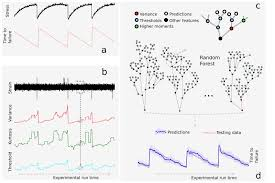 Stress
Time to failure
a
b
Strain
Variance
Kurtosis
Threshold
Experimental run time
c
Variance
Thresholds
Higher moments
Predictions
Other features
Random Forest
Predictions
Testing data
Time to failure
Experimental run time
d